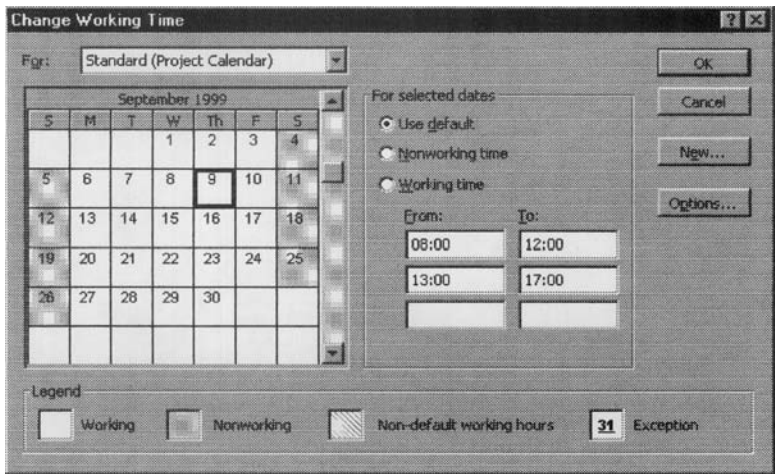 Change Working Time
For: Standard (Project Calendar)
September 1999
S M T W Th F S
1 2 3 4
5 6 7 8 9 10 11
12 13 14 15 16 17 18
19 20 21 22 23 24 25
26 27 28 29 30
For selected dates
Use default
Nonworking time
Working time
From: To:
08:00 12:00
13:00 17:00
OK
Cancel
New...
Options...
Legend
Working Nonworking Non-default working hours 31 Exception